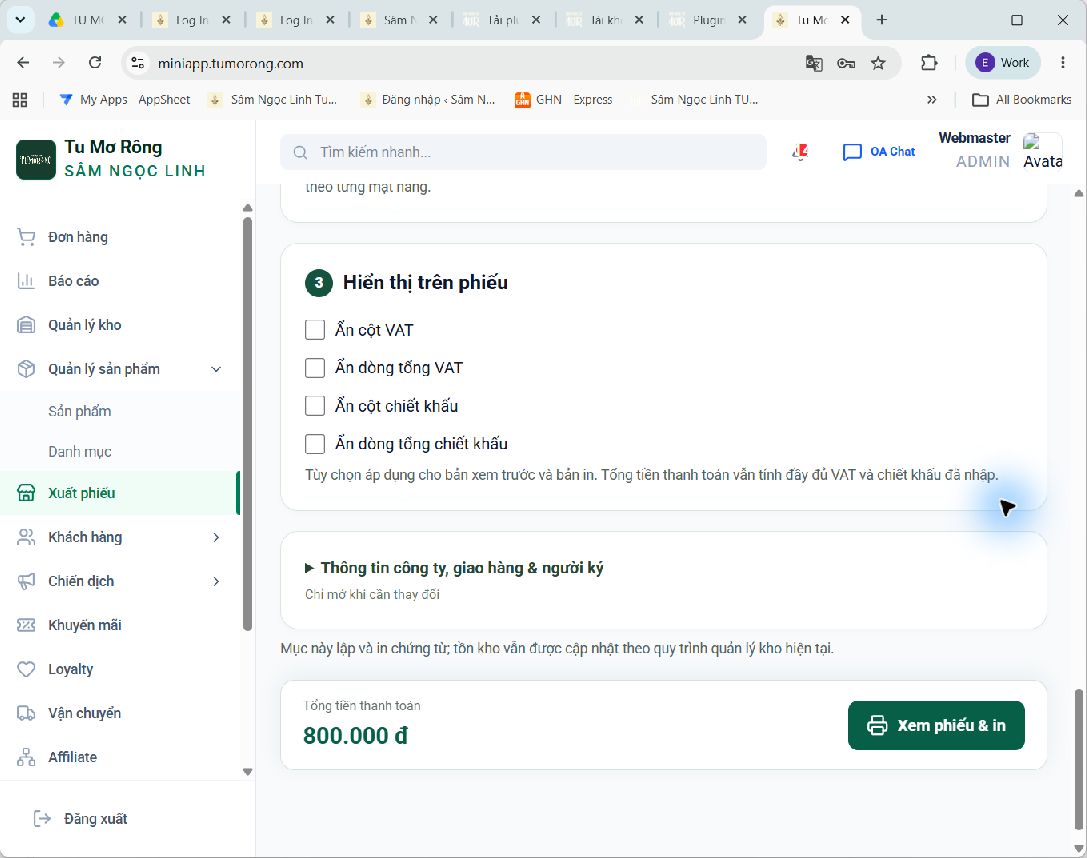 TU MC
Log In
Log In
Sâm N
Tải plu
Tài kh
Plugin
Tu Mơ
miniapp.tumorong.com
E Work
My Apps AppSheet Sâm Ngọc Linh Tu... Đăng nhập ‹ Sâm N... GHN Express Sâm Ngọc Linh TU... » All Bookmarks
Tu Mơ Rông
SÂM NGỌC LINH
Tìm kiếm nhanh...
4
OA Chat
Webmaster
ADMIN
Avata
Đơn hàng
Báo cáo
Quản lý kho
Quản lý sản phẩm
Sản phẩm
Danh mục
Xuất phiếu
Khách hàng
Chiến dịch
Khuyến mãi
Loyalty
Vận chuyển
Affiliate
Đăng xuất
theo từng mặt hàng.
3 Hiển thị trên phiếu
Ẩn cột VAT
Ẩn dòng tổng VAT
Ẩn cột chiết khấu
Ẩn dòng tổng chiết khấu
Tùy chọn áp dụng cho bản xem trước và bản in. Tổng tiền thanh toán vẫn tính đầy đủ VAT và chiết khấu đã nhập.
Thông tin công ty, giao hàng & người ký
Chỉ mở khi cần thay đổi
Mục này lập và in chứng từ; tồn kho vẫn được cập nhật theo quy trình quản lý kho hiện tại.
Tổng tiền thanh toán
800.000 đ
Xem phiếu & in